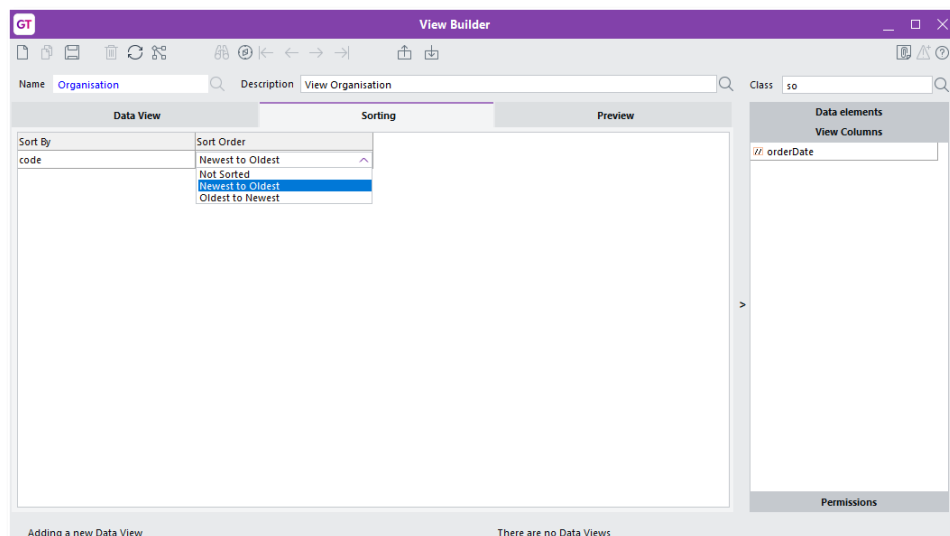 GT View Builder
Name Organisation Description View Organisation Class so
Data View Sorting Preview Data elements
View Columns
Sort By Sort Order
orderDate
code Newest to Oldest
Not Sorted
Newest to Oldest
Oldest to Newest
>
Permissions
Adding a new Data View There are no Data Views